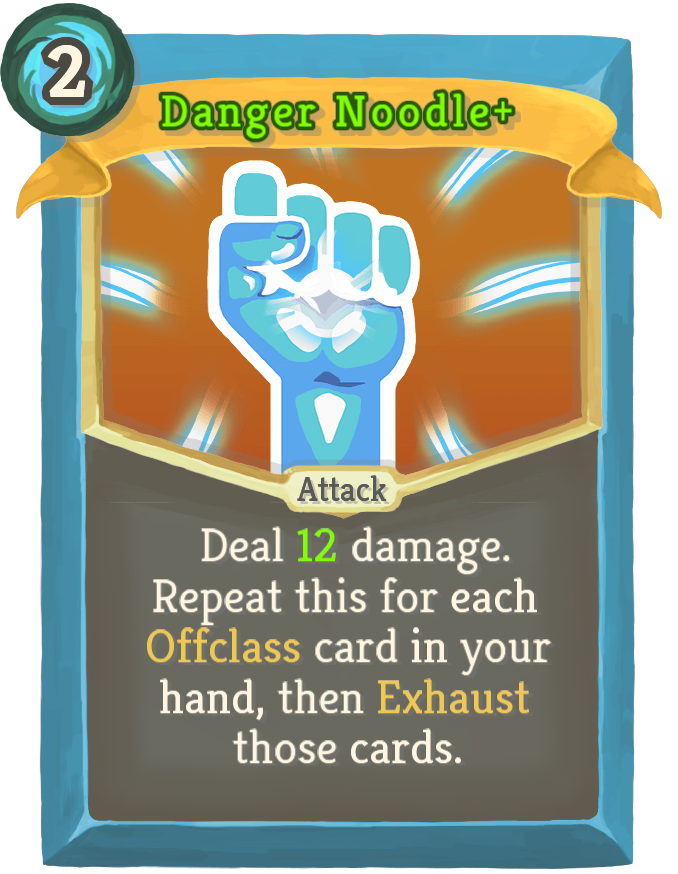 2
Danger Noodle+
Attack
Deal 12 damage.
Repeat this for each
Offclass card in your
hand, then Exhaust
those cards.